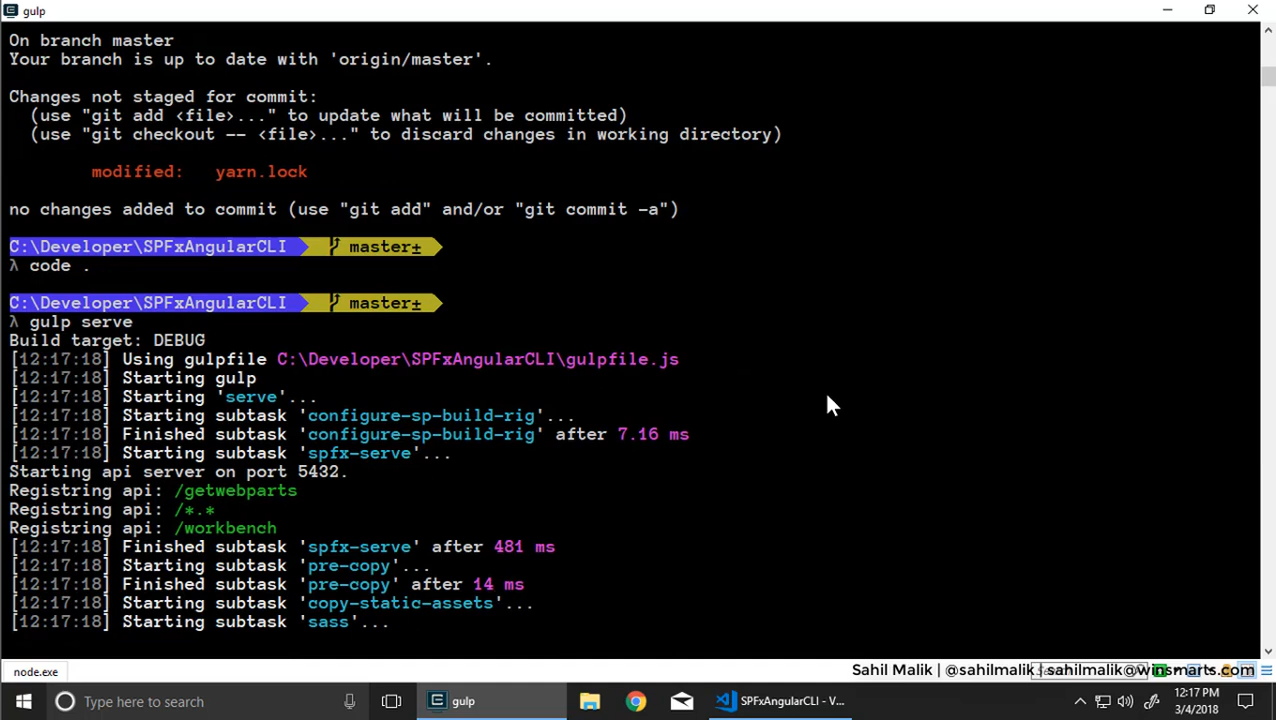 gulp
On branch master
Your branch is up to date with 'origin/master'.
Changes not staged for commit:
(use "git add <file>..." to update what will be committed)
(use "git checkout -- <file>..." to discard changes in working directory)
modified: yarn.lock
no changes added to commit (use "git add" and/or "git commit -a")
C:\Developer\SPFxAngularCLI master±
λ code .
C:\Developer\SPFxAngularCLI master±
λ gulp serve
Build target: DEBUG
[12:17:18] Using gulpfile C:\Developer\SPFxAngularCLI\gulpfile.js
[12:17:18] Starting gulp
[12:17:18] Starting 'serve'...
[12:17:18] Starting subtask 'configure-sp-build-rig'...
[12:17:18] Finished subtask 'configure-sp-build-rig' after 7.16 ms
[12:17:18] Starting subtask 'spfx-serve'...
Starting api server on port 5432.
Registring api: /getwebparts
Registring api: /*.*
Registring api: /workbench
[12:17:18] Finished subtask 'spfx-serve' after 481 ms
[12:17:18] Starting subtask 'pre-copy'...
[12:17:18] Finished subtask 'pre-copy' after 14 ms
[12:17:18] Starting subtask 'copy-static-assets'...
[12:17:18] Starting subtask 'sass'...
node.exe
Sahil Malik | @sahilmalik | sahilmalik@winsmarts.com
Type here to search
gulp
SPFxAngularCLI - V...
12:17 PM
3/4/2018